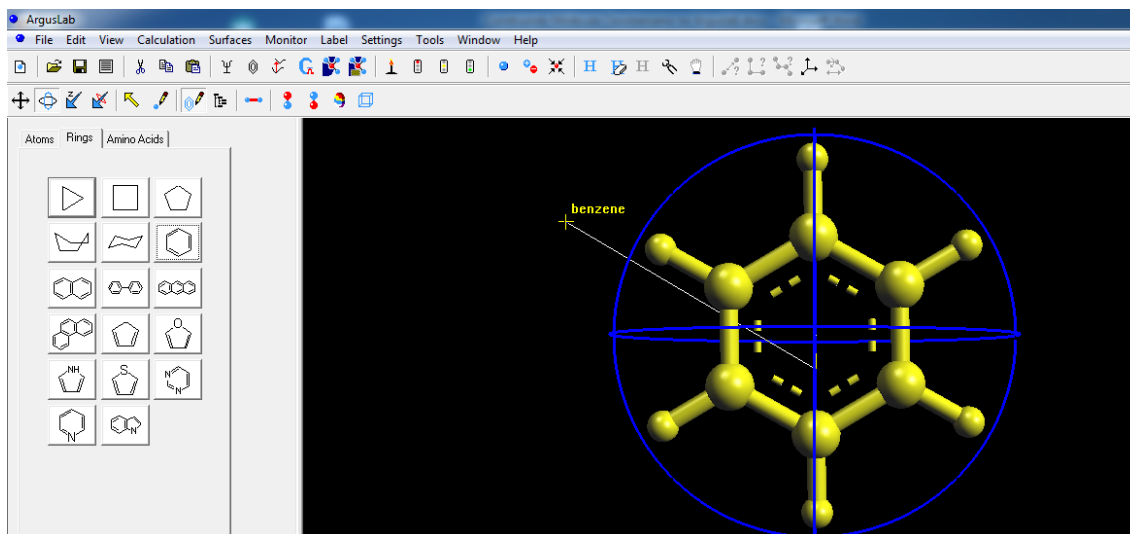 ArgusLab
File Edit View Calculation Surfaces Monitor Label Settings Tools Window Help
Atoms Rings Amino Acids
benzene
O
NH S N N
N N